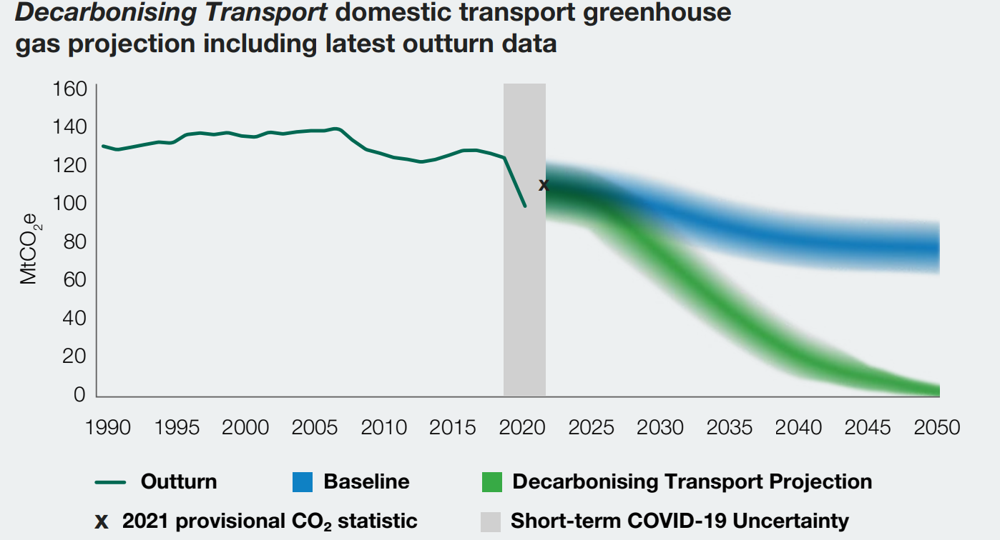 Decarbonising Transport domestic transport greenhouse
gas projection including latest outturn data
160
140
120
100
80
60
40
20
0
MtCO₂e
x
1990 1995 2000 2005 2010 2015 2020 2025 2030 2035 2040 2045 2050
Outturn Baseline Decarbonising Transport Projection
x 2021 provisional CO₂ statistic Short-term COVID-19 Uncertainty